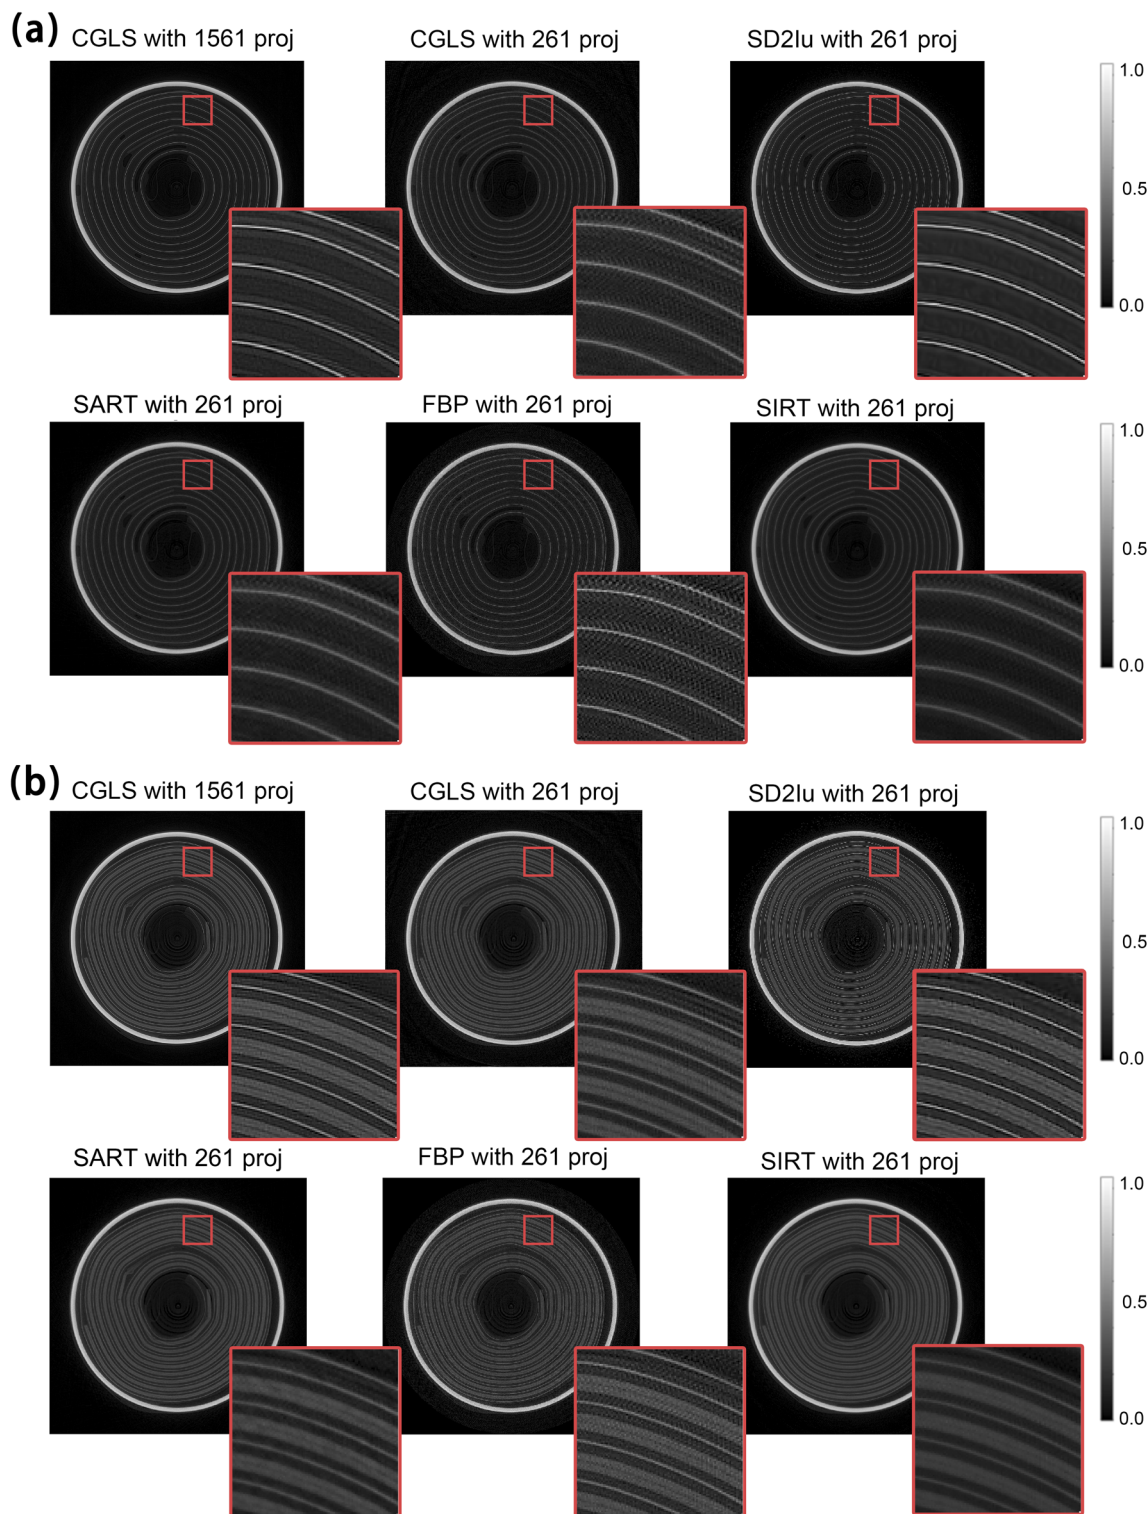 (a)
CGLS with 1561 proj
CGLS with 261 proj
SD2Iu with 261 proj
1.0
0.5
0.0
SART with 261 proj
FBP with 261 proj
SIRT with 261 proj
1.0
0.5
0.0
(b)
CGLS with 1561 proj
CGLS with 261 proj
SD2Iu with 261 proj
1.0
0.5
0.0
SART with 261 proj
FBP with 261 proj
SIRT with 261 proj
1.0
0.5
0.0